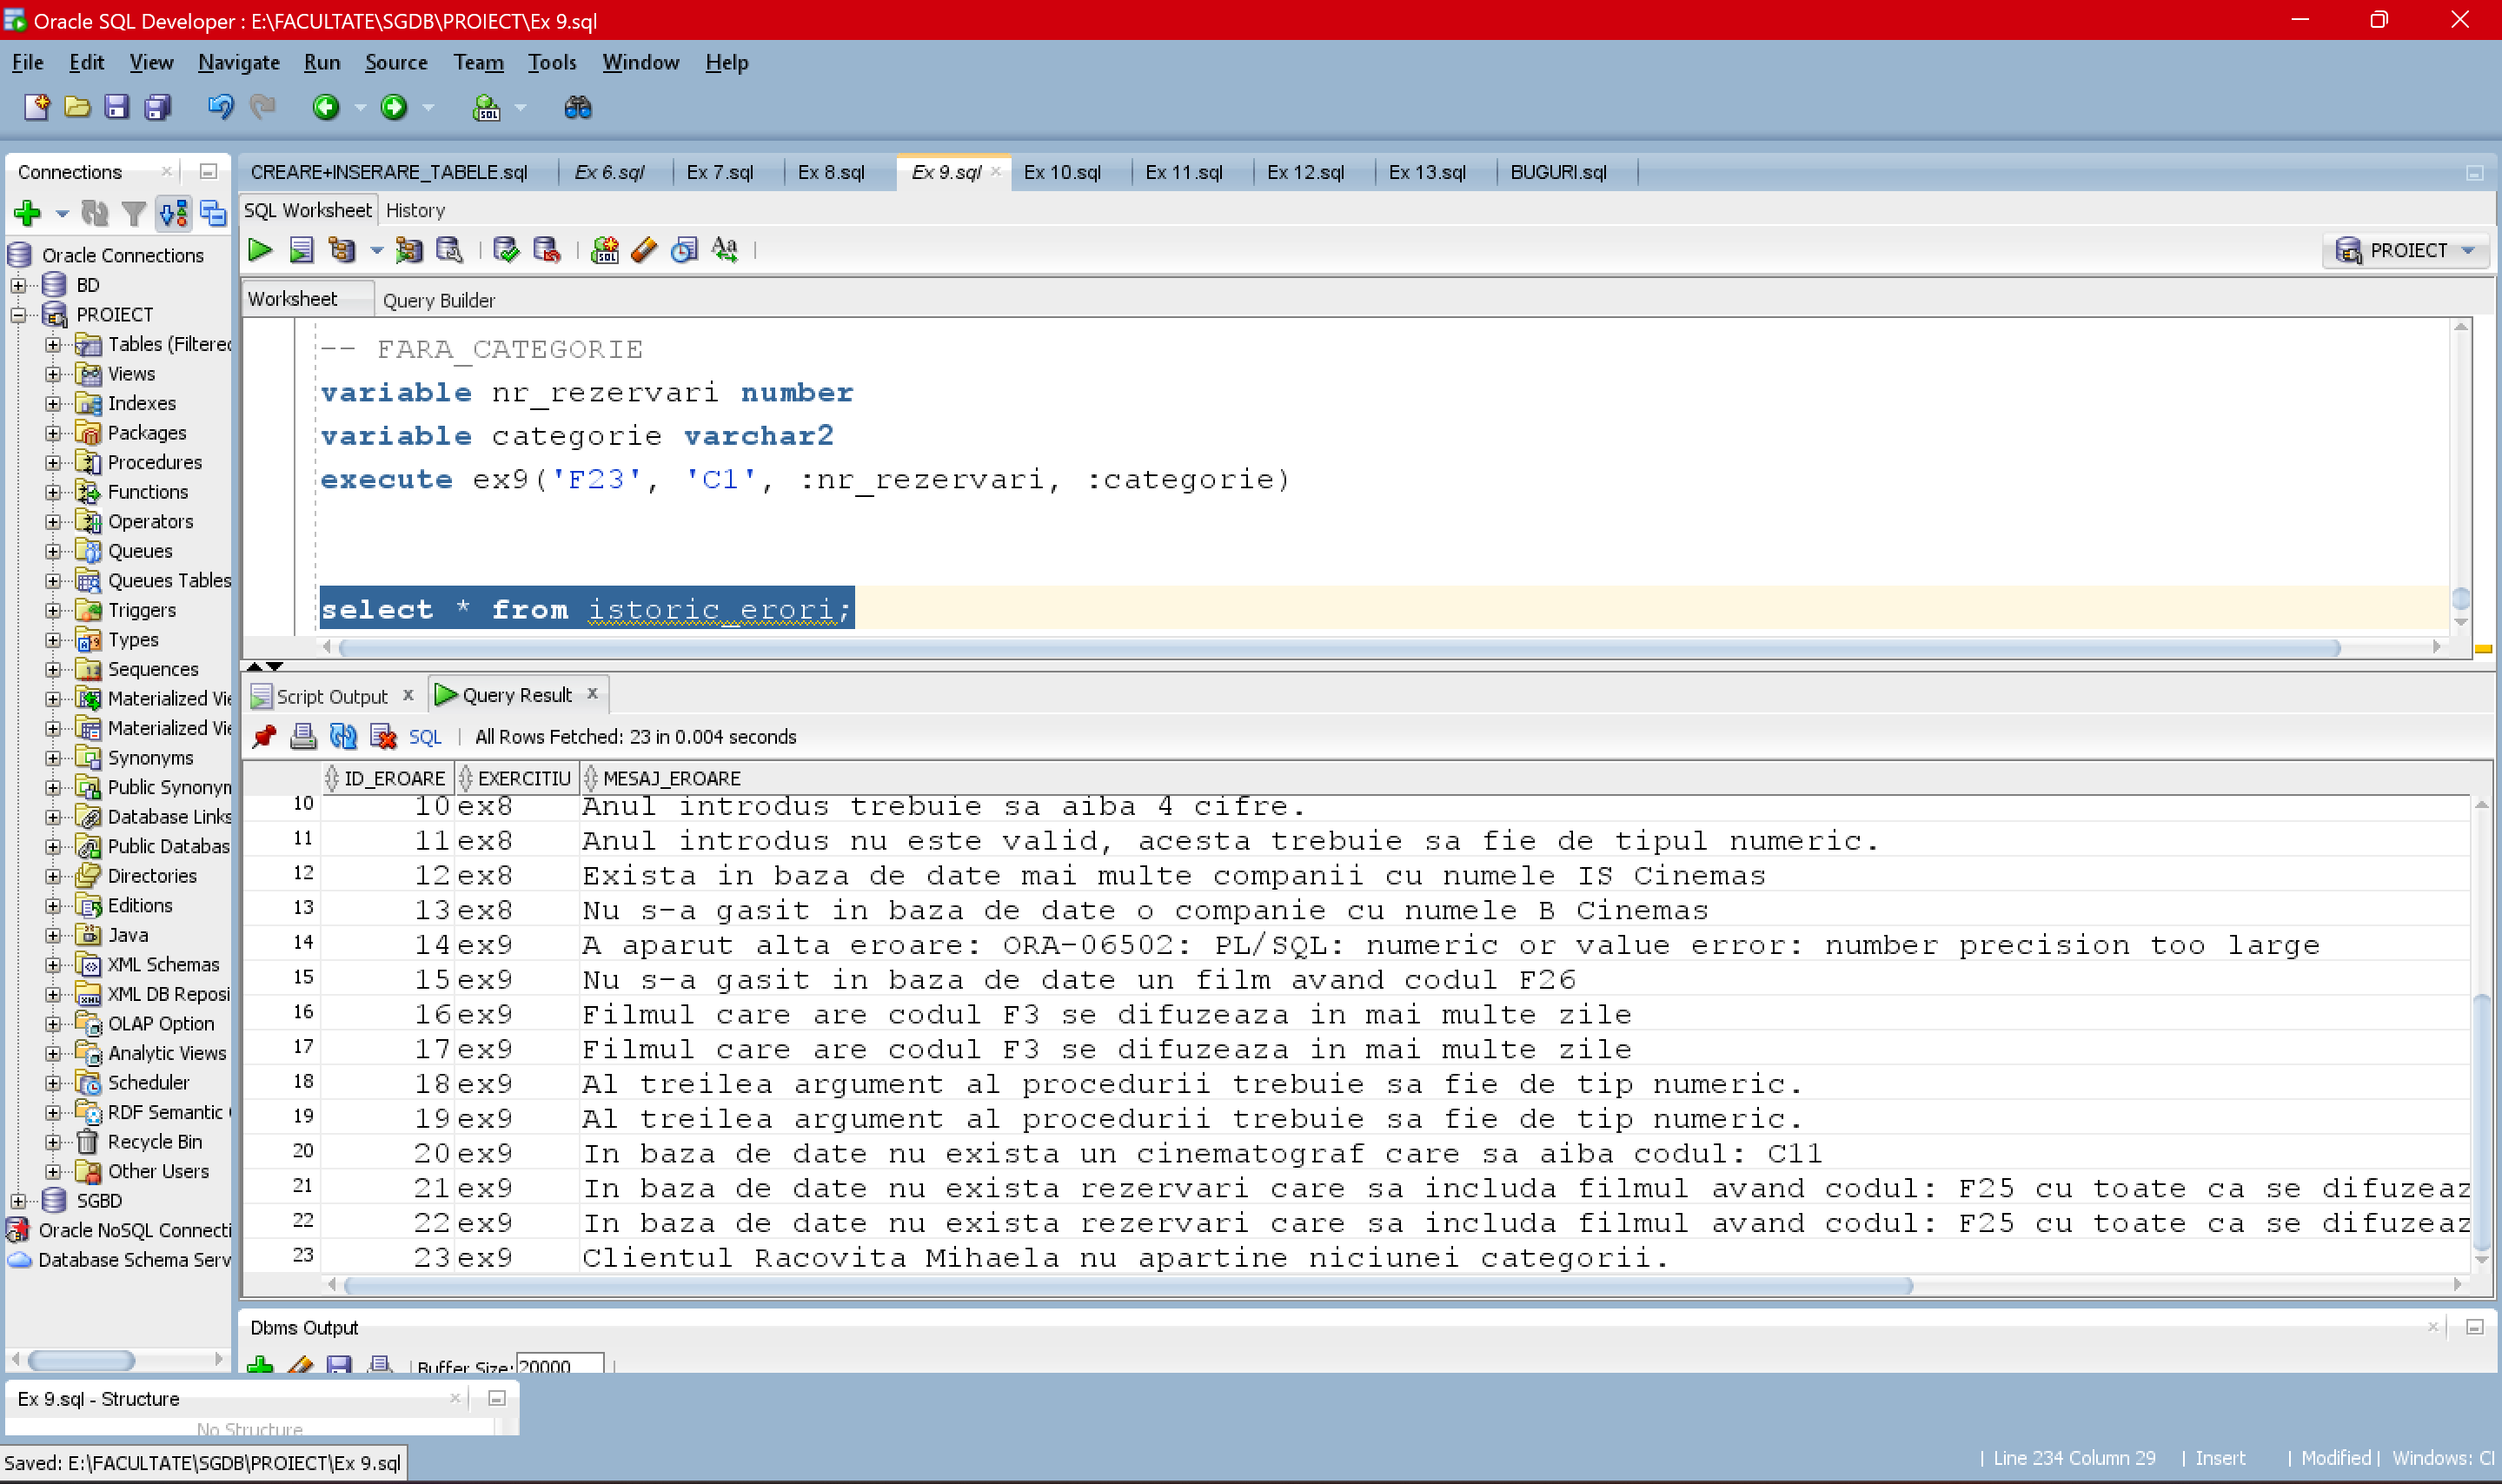 Oracle SQL Developer : E:\FACULTATE\SGDB\PROIECT\Ex 9.sql
File Edit View Navigate Run Source Team Tools Window Help
Connections
Oracle Connections
BD
PROIECT
Tables (Filtered
Views
Indexes
Packages
Procedures
Functions
Operators
Queues
Queues Tables
Triggers
Types
Sequences
Materialized Vie
Materialized Vie
Synonyms
Public Synonym
Database Links
Public Databas
Directories
Editions
Java
XML Schemas
XML DB Reposi
OLAP Option
Analytic Views
Scheduler
RDF Semantic
Recycle Bin
Other Users
SGBD
Oracle NoSQL Connecti
Database Schema Serv
CREARE+INSERARE_TABELE.sql Ex 6.sql Ex 7.sql Ex 8.sql Ex 9.sql Ex 10.sql Ex 11.sql Ex 12.sql Ex 13.sql BUGURI.sql
SQL Worksheet History
PROIECT
Worksheet Query Builder
-- FARA_CATEGORIE
variable nr_rezervari number
variable categorie varchar2
execute ex9('F23', 'C1', :nr_rezervari, :categorie)
select * from istoric_erori;
Script Output x Query Result x
SQL | All Rows Fetched: 23 in 0.004 seconds
ID_EROARE EXERCITIU MESAJ_EROARE
10 10 ex8 Anul introdus trebuie sa aiba 4 cifre.
11 11 ex8 Anul introdus nu este valid, acesta trebuie sa fie de tipul numeric.
12 12 ex8 Exista in baza de date mai multe companii cu numele IS Cinemas
13 13 ex8 Nu s-a gasit in baza de date o companie cu numele B Cinemas
14 14 ex9 A aparut alta eroare: ORA-06502: PL/SQL: numeric or value error: number precision too large
15 15 ex9 Nu s-a gasit in baza de date un film avand codul F26
16 16 ex9 Filmul care are codul F3 se difuzeaza in mai multe zile
17 17 ex9 Filmul care are codul F3 se difuzeaza in mai multe zile
18 18 ex9 Al treilea argument al procedurii trebuie sa fie de tip numeric.
19 19 ex9 Al treilea argument al procedurii trebuie sa fie de tip numeric.
20 20 ex9 In baza de date nu exista un cinematograf care sa aiba codul: C11
21 21 ex9 In baza de date nu exista rezervari care sa includa filmul avand codul: F25 cu toate ca se difuzeaz
22 22 ex9 In baza de date nu exista rezervari care sa includa filmul avand codul: F25 cu toate ca se difuzeaz
23 23 ex9 Clientul Racovita Mihaela nu apartine niciunei categorii.
Dbms Output
Buffer Size: 20000
Ex 9.sql - Structure
No Structure
Saved: E:\FACULTATE\SGDB\PROIECT\Ex 9.sql
| Line 234 Column 29 | Insert | Modified | Windows: Cl